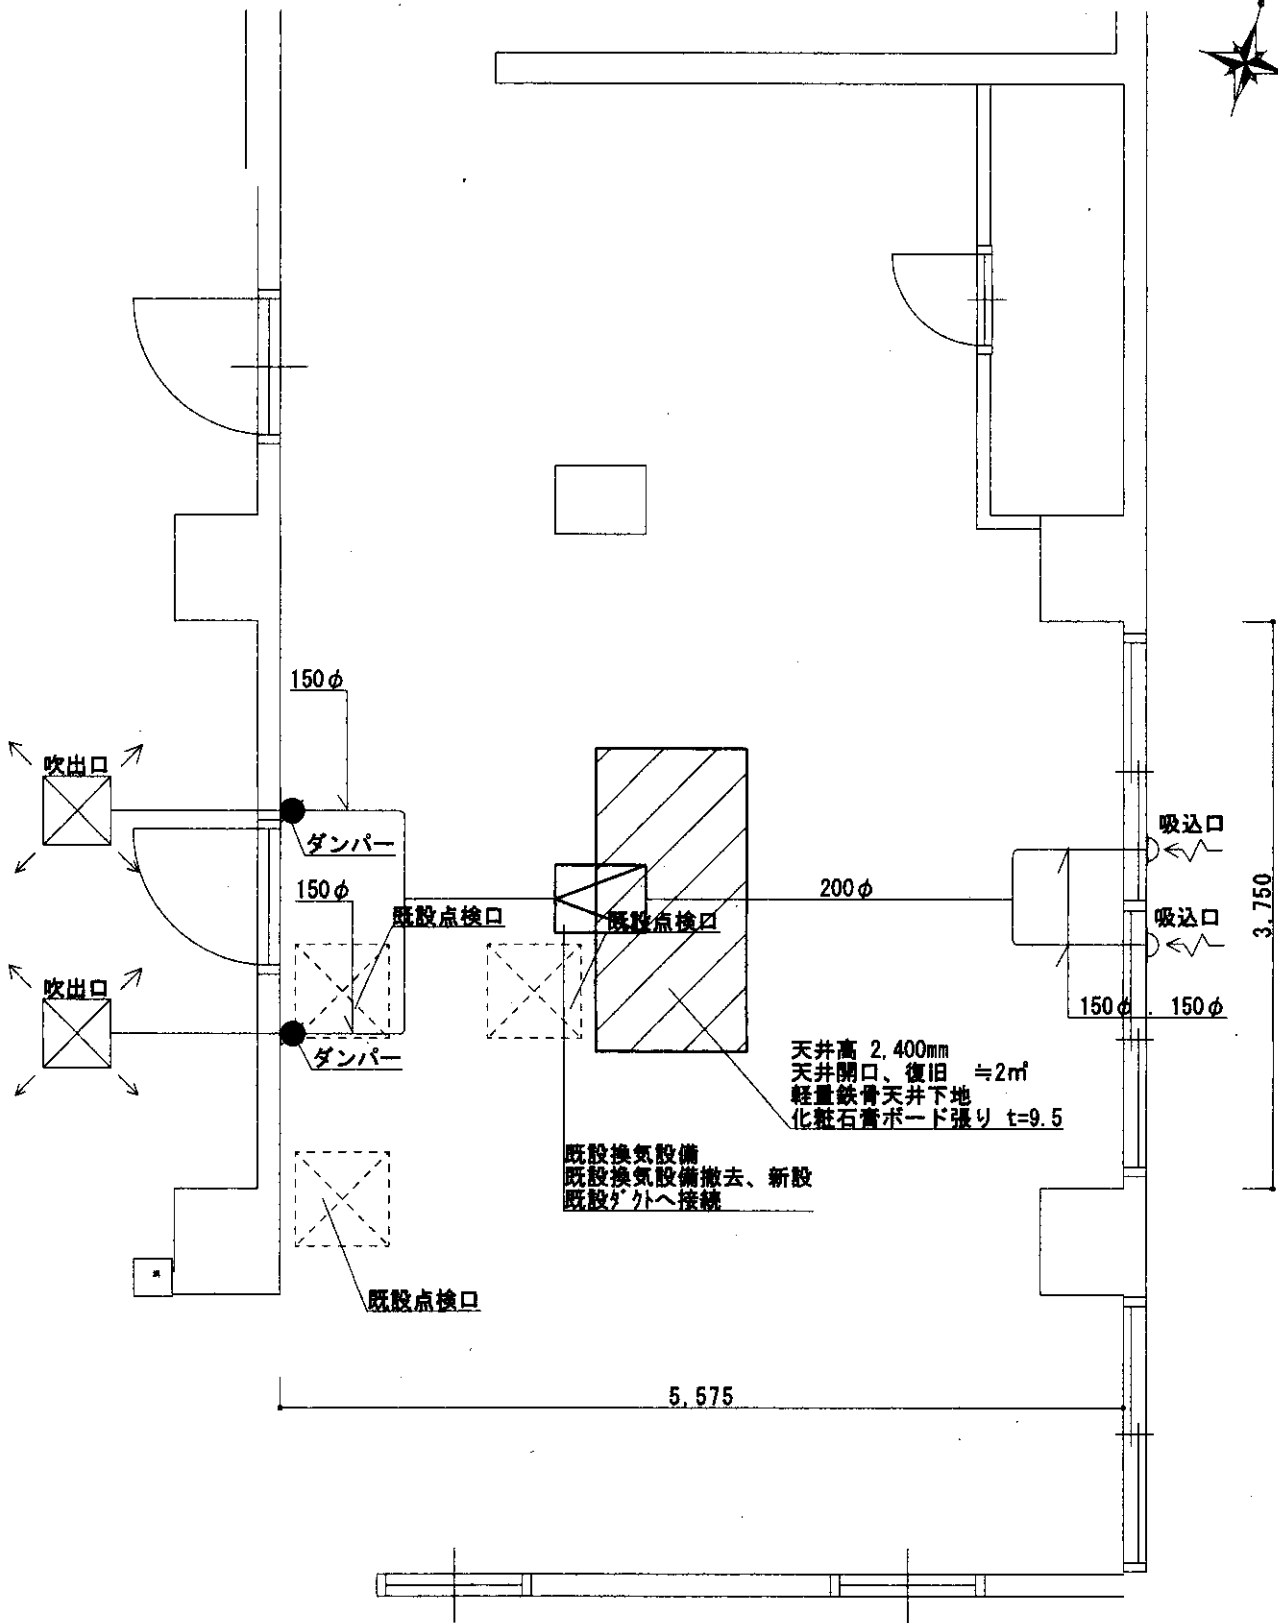 150φ
吹出口
ダンパー
吸込口
150φ
200φ
既設点検口
既設点検口
吸込口
3,750
吹出口
150φ
150φ
ダンパー
天井高 2,400mm
天井開口、復旧 ≒2㎡
軽量鉄骨天井下地
化粧石膏ボード張り t=9.5
既設換気設備
既設換気設備撤去、新設
既設ダクトへ接続
既設点検口
5,575